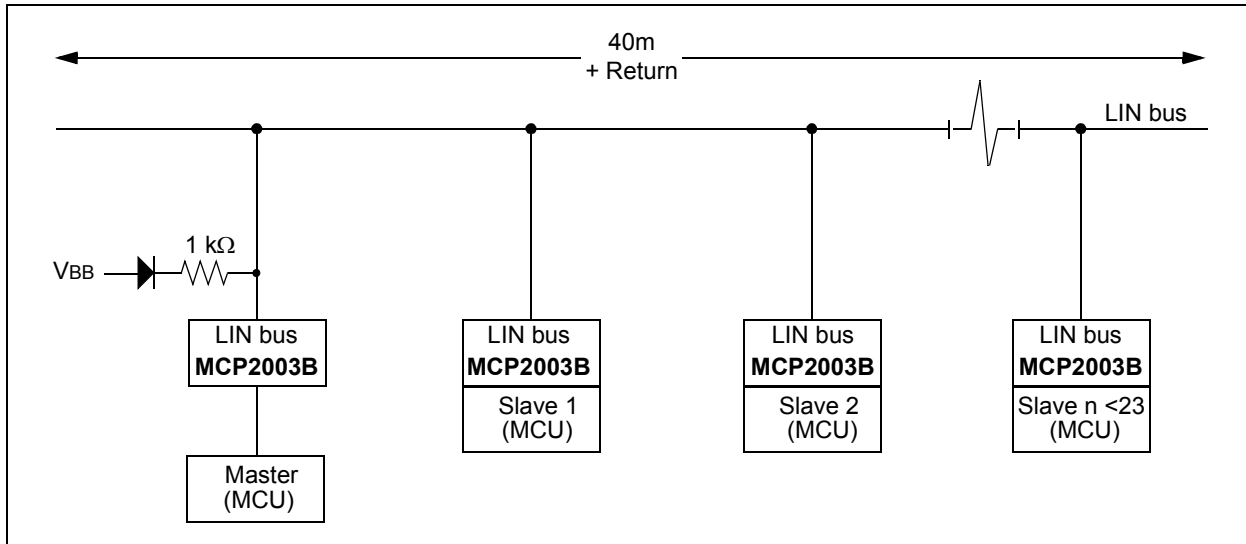 40m
+ Return
LIN bus
1 kΩ
VBB
LIN bus
MCP2003B
Master
(MCU)
LIN bus
MCP2003B
Slave 1
(MCU)
LIN bus
MCP2003B
Slave 2
(MCU)
LIN bus
MCP2003B
Slave n <23
(MCU)